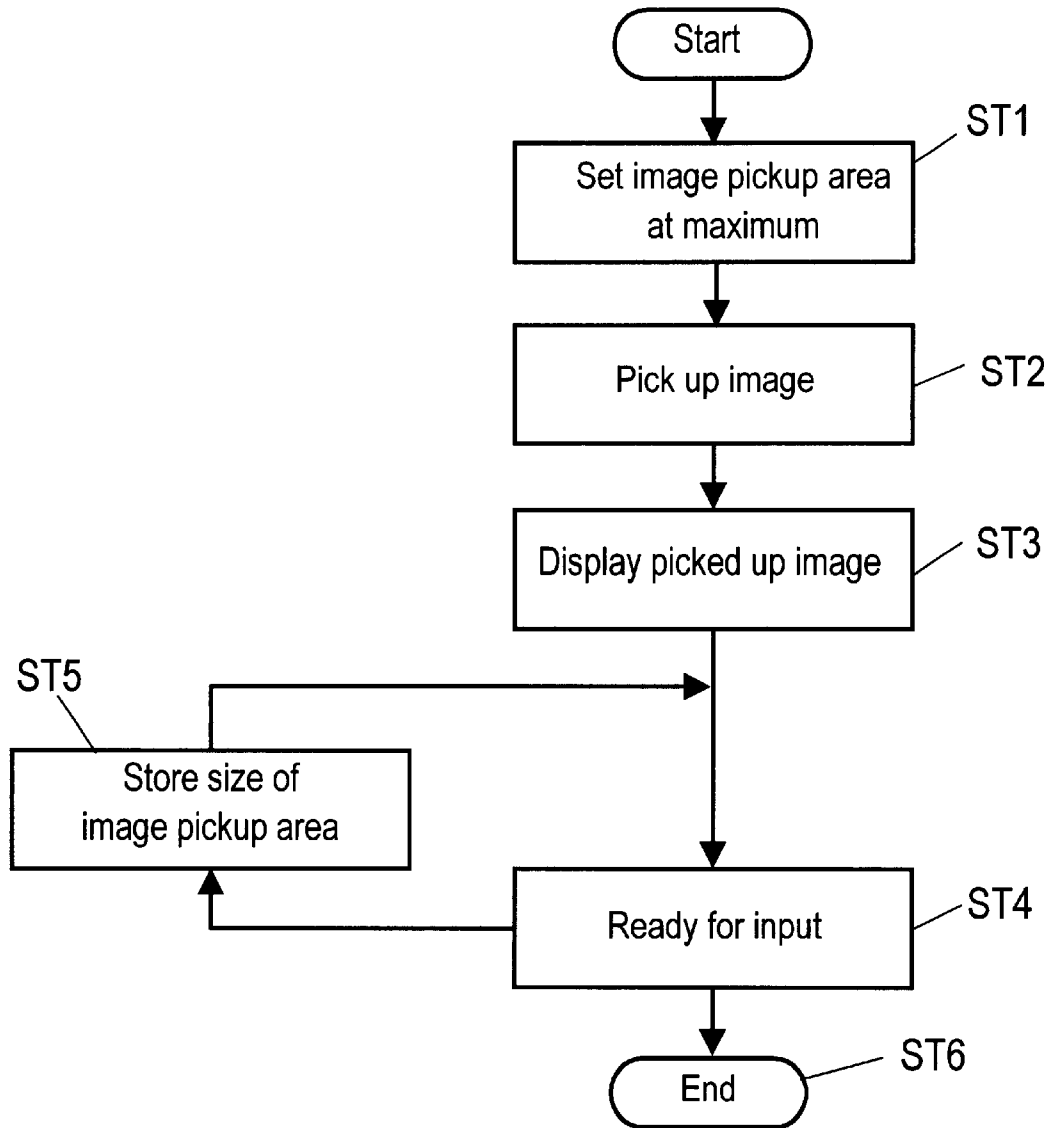 Start
ST1
Set image pickup area
at maximum
ST2
Pick up image
ST3
Display picked up image
ST5
Store size of
image pickup area
ST4
Ready for input
ST6
End